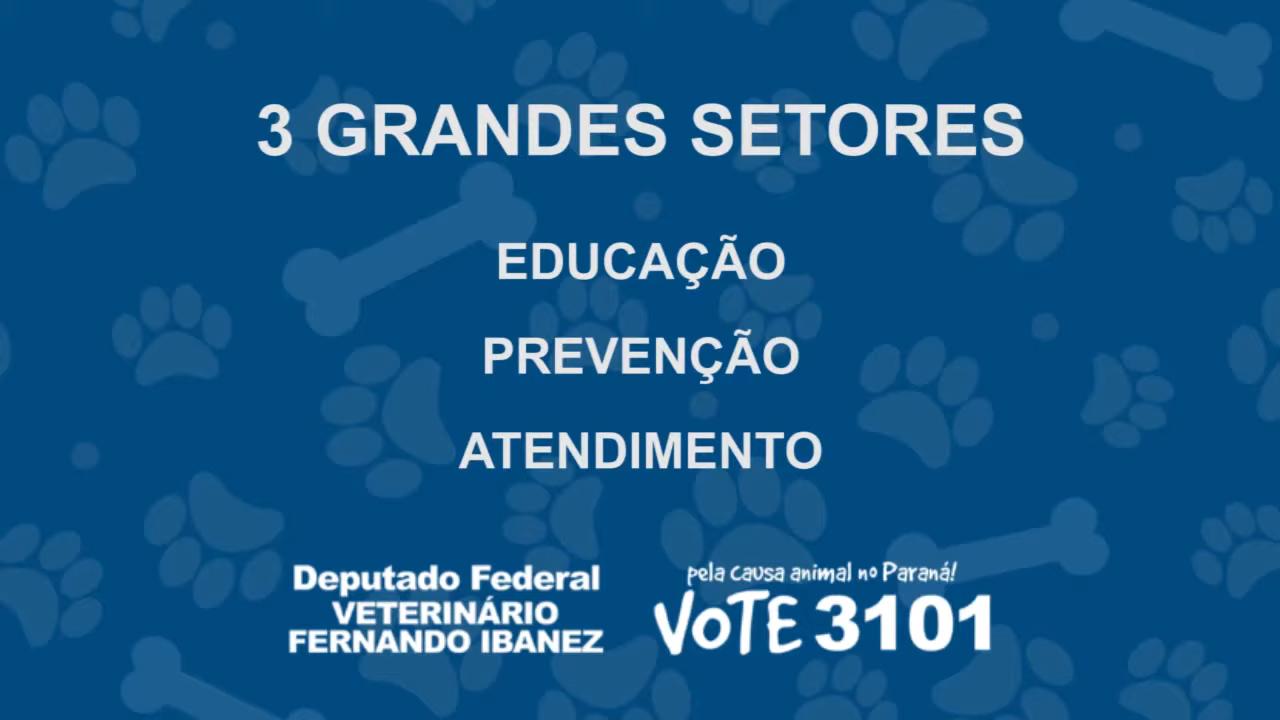 3 GRANDES SETORES
EDUCAÇÃO
PREVENÇÃO
ATENDIMENTO
Deputado Federal
VETERINÁRIO
FERNANDO IBANEZ
pela causa animal no Paraná!
VOTE 3101